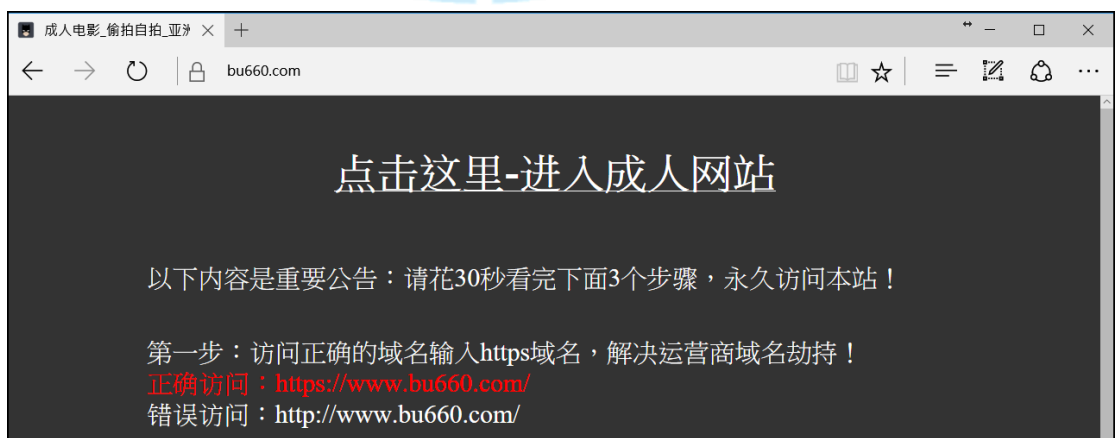 成人电影_偷拍自拍_亚洲
bu660.com
点击这里-进入成人网站
以下内容是重要公告：请花30秒看完下面3个步骤，永久访问本站！
第一步：访问正确的域名输入https域名，解决运营商域名劫持！
正确访问：https://www.bu660.com/
错误访问：http://www.bu660.com/